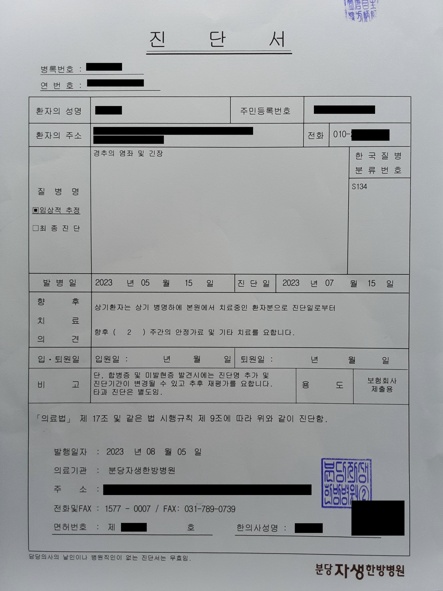 진 단 서
병록번호 :
연 번호 :
환자의 성명 주민등록번호
환자의 주소 전화 010-
질 병 명
▣임상적 추정
□최 종 진 단
경추의 염좌 및 긴장
한 국 질 병
분 류 번 호
S134
발 병 일 2023 년 05 월 15 일 진 단 일 2023 년 07 월 15 일
향 후
치 료
의 견
상기환자는 상기 병명하에 본원에서 치료중인 환자분으로 진단일로부터
향후 ( 2 ) 주간의 안정가료 및 기타 치료를 요합니다.
입·퇴원일 입원일 : 년 월 일 퇴원일 : 년 월 일
비 고
단, 합병증 및 미발현증 발견시에는 진단명 추가 및
진단기간이 변경될 수 있고 추후 재평가를 요합니다.
타과 진단은 별도임.
용 도
보험회사
제출용
「의료법」 제 17조 및 같은 법 시행규칙 제 9조에 따라 위와 같이 진단함.
발행일자 : 2023 년 08 월 05 일
의료기관 : 분당자생한방병원
주 소 :
전화및FAX : 1577 - 0007 / FAX: 031-789-0739
면허번호 : 제 호 한의사성명 :
분당자생
한방병원②
담당의사의 날인이나 병원직인이 없는 진단서는 무효임.
분당 자생한방병원